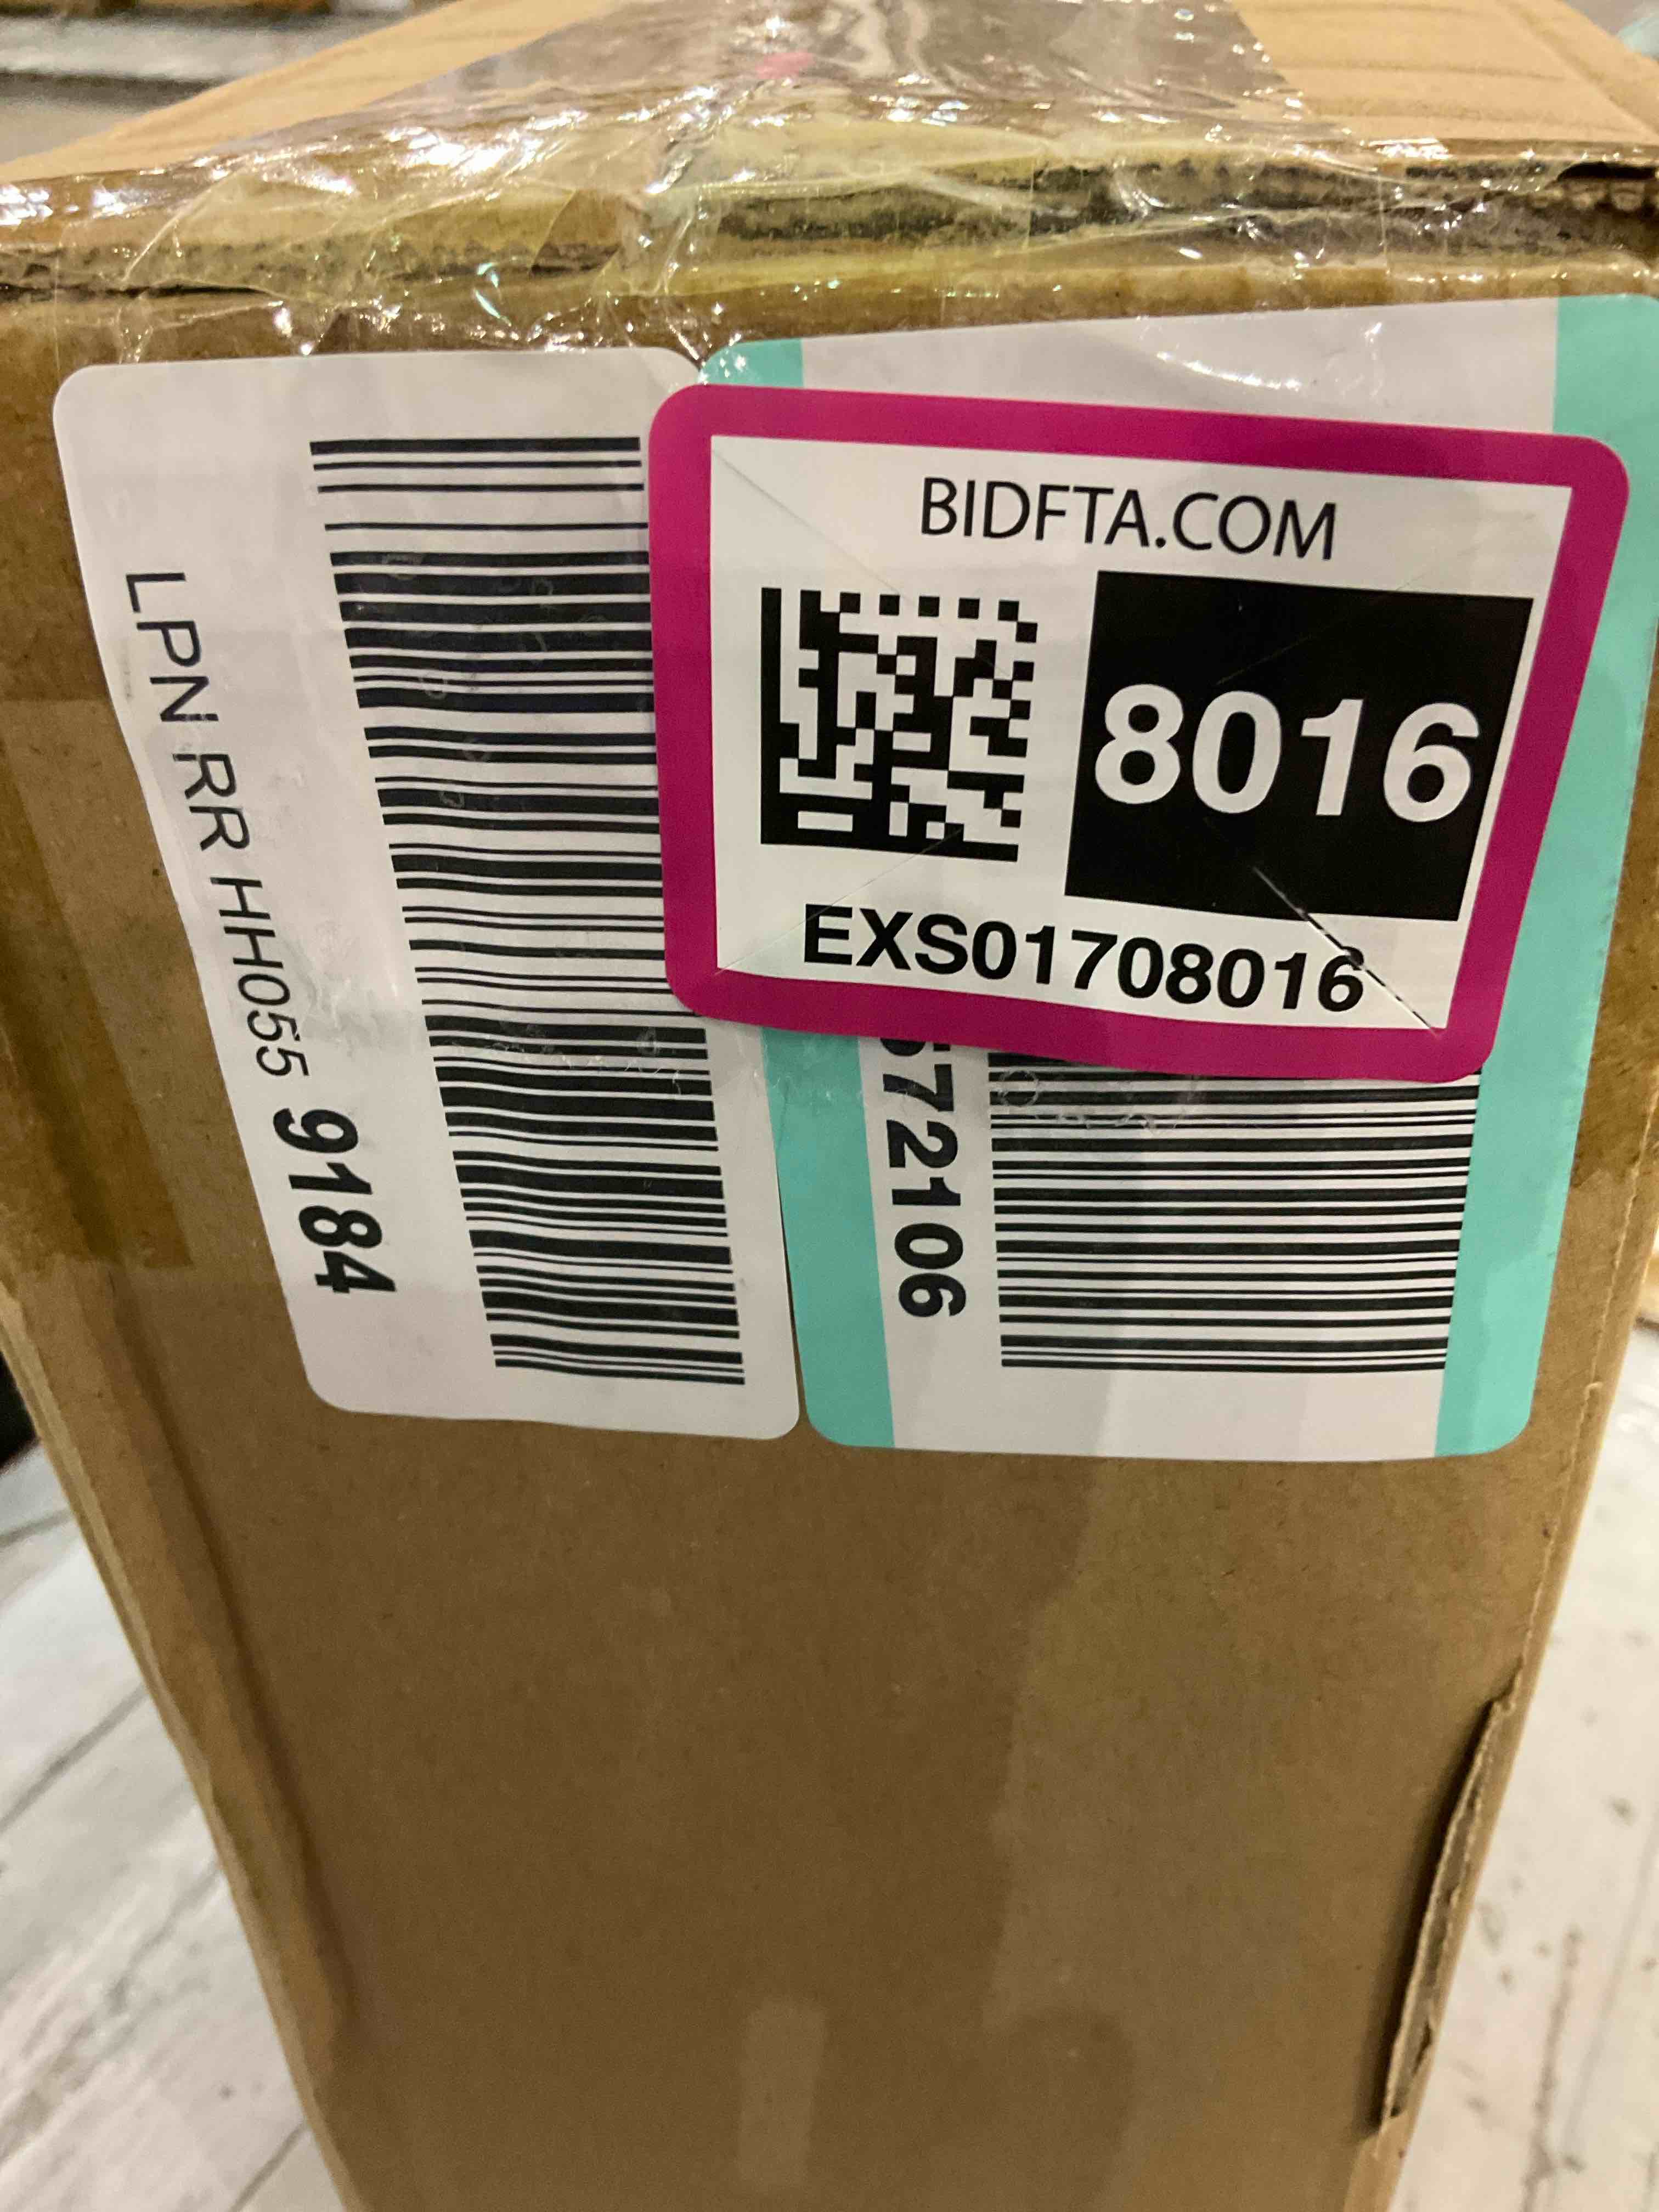 LPN RR HH055 9184
BIDFTA.COM
8016
EXS01708016
72106